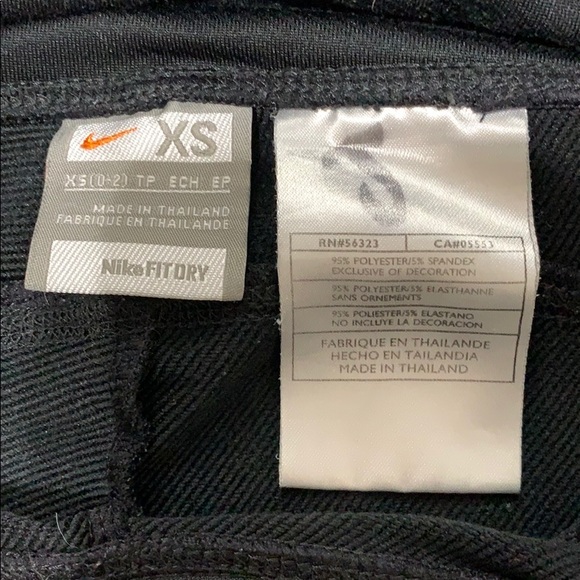 XS
XS (0-2) TP ECH EP
MADE IN THAILAND
FABRIQUE EN THAILANDE
Nike FIT DRY
RN#56323 CA#05553
95% POLYESTER/5% SPANDEX
EXCLUSIVE OF DECORATION
95% POLYESTER/5% ELASTHANNE
SANS ORNEMENTS
95% POLIESTER/5% ELASTANO
NO INCLUYE LA DECORACION
FABRIQUE EN THAILANDE
HECHO EN TAILANDIA
MADE IN THAILAND